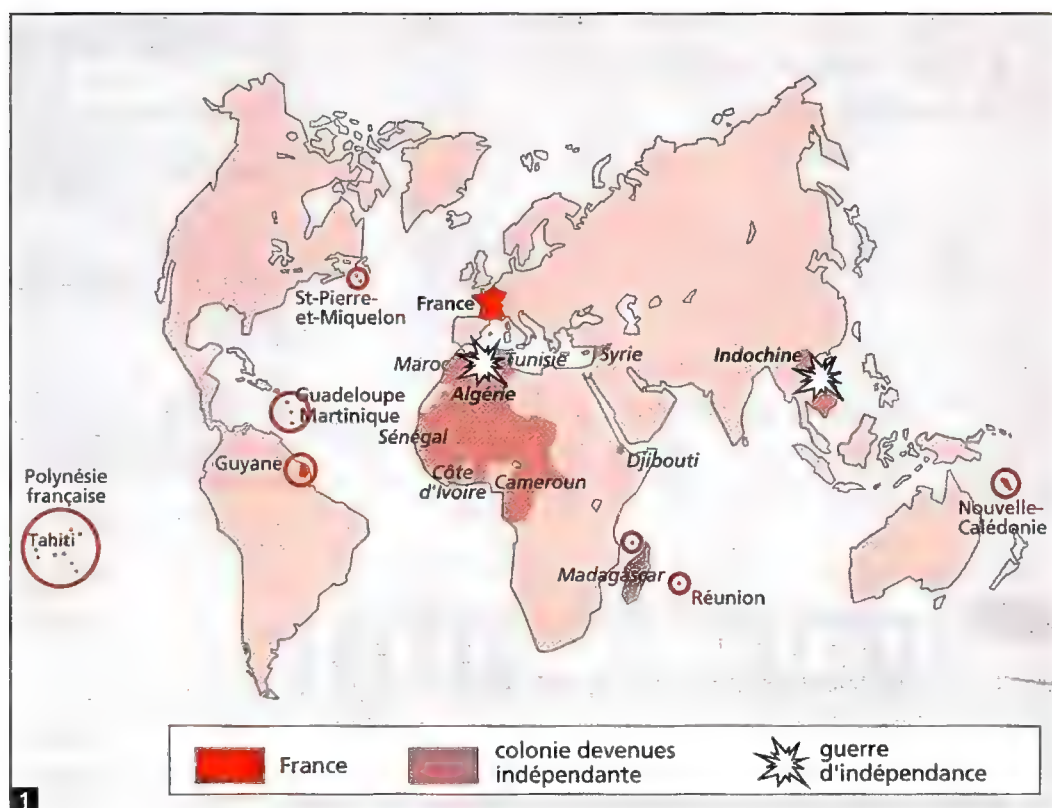 St-Pierre-
et-Miquelon
France
Maroc
Tunisie
Syrie
Indochine
Algérie
Guadeloupe
Martinique
Sénégal
Guyane
Côte
d'Ivoire
Cameroun
Djibouti
Polynésie
française
Tahiti
Nouvelle-
Calédonie
Madagascar
Réunion
France
colonie devenues
indépendante
guerre
d'indépendance
1